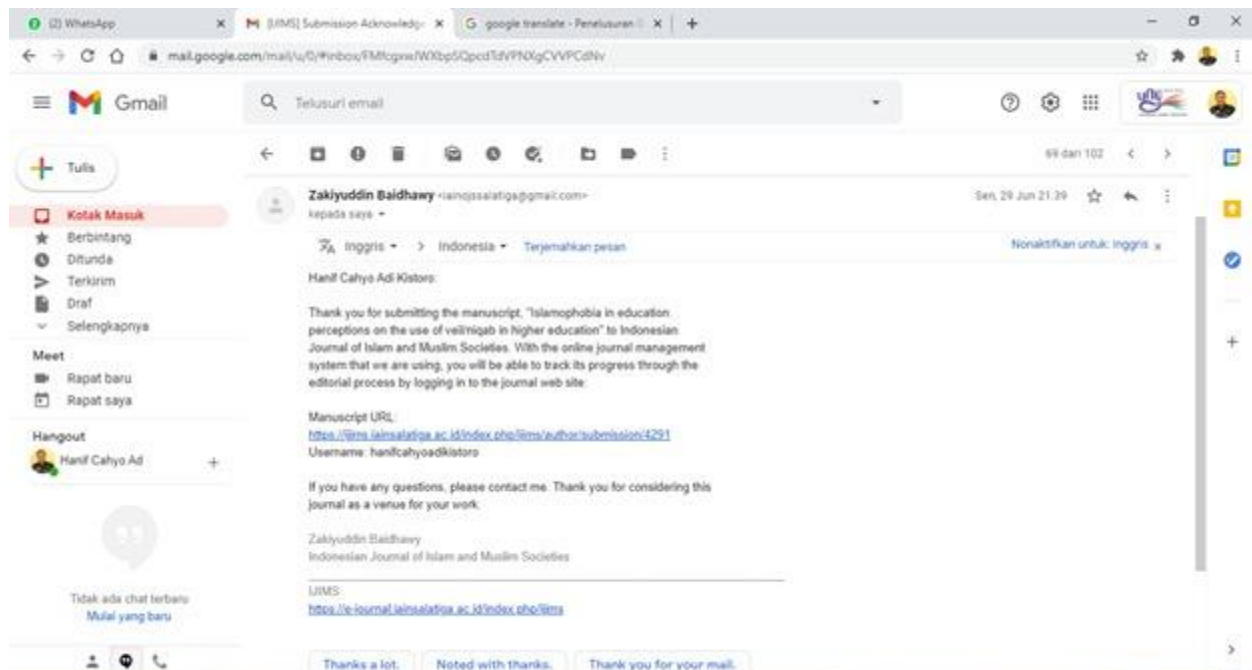 (2) WhatsApp
[IJIMS] Submission Acknowledge
google translate - Penelusuran
mail.google.com/mail/u/0/#inbox/
Gmail
Telusuri email
Tulis
69 dari 102
Kotak Masuk
Berbintang
Ditunda
Terkirim
Draf
Selengkapnya
Meet
Rapat baru
Rapat saya
Hangout
Hanif Cahyo Ad
Tidak ada chat terbaru
Mulai yang baru
Zakiyuddin Baidhawy
Sen, 29 Jun 21.39
kepada saya
Inggris > Indonesia Terjemahkan pesan
Nonaktifkan untuk: Inggris x
Hanif Cahyo Adi Kistoro:
Thank you for submitting the manuscript, "Islamophobia in education
perceptions on the use of veil/niqab in higher education" to Indonesian
Journal of Islam and Muslim Societies. With the online journal management
system that we are using, you will be able to track its progress through the
editorial process by logging in to the journal web site:
Manuscript URL:
https://ijims.iainsalatiga.ac.id/index.php/ijims/author/submission/4291
Username: hanifcahyoadikistoro
If you have any questions, please contact me. Thank you for considering this
journal as a venue for your work.
Zakiyuddin Baidhawy
Indonesian Journal of Islam and Muslim Societies
IJIMS
https://e-journal.iainsalatiga.ac.id/index.php/ijims
Thanks a lot.
Noted with thanks.
Thank you for your mail.